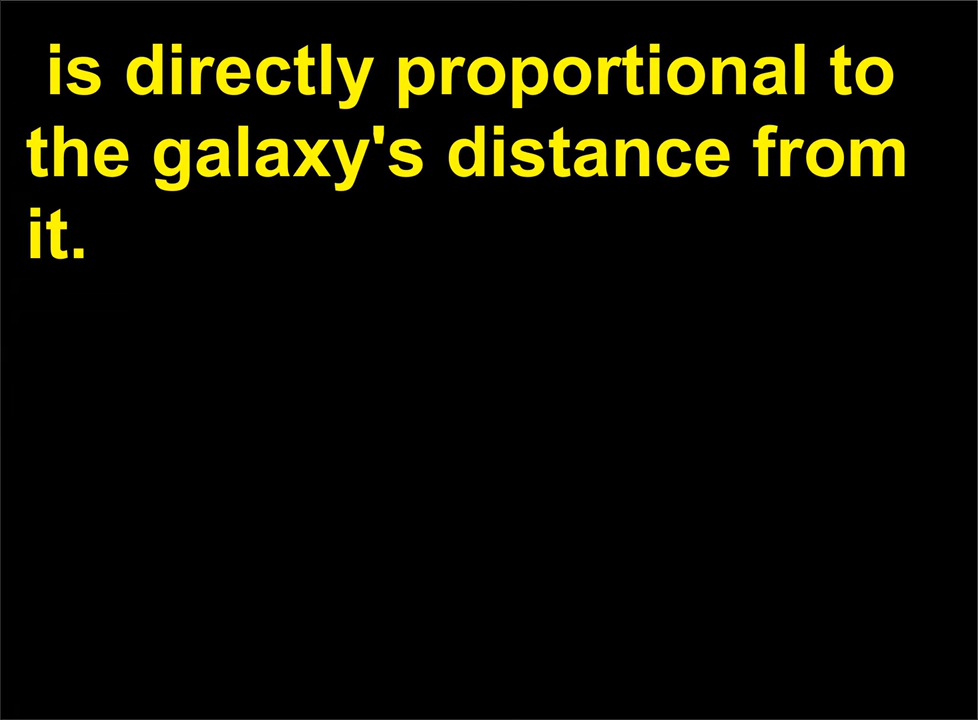 is directly proportional to
the galaxy's distance from
it.